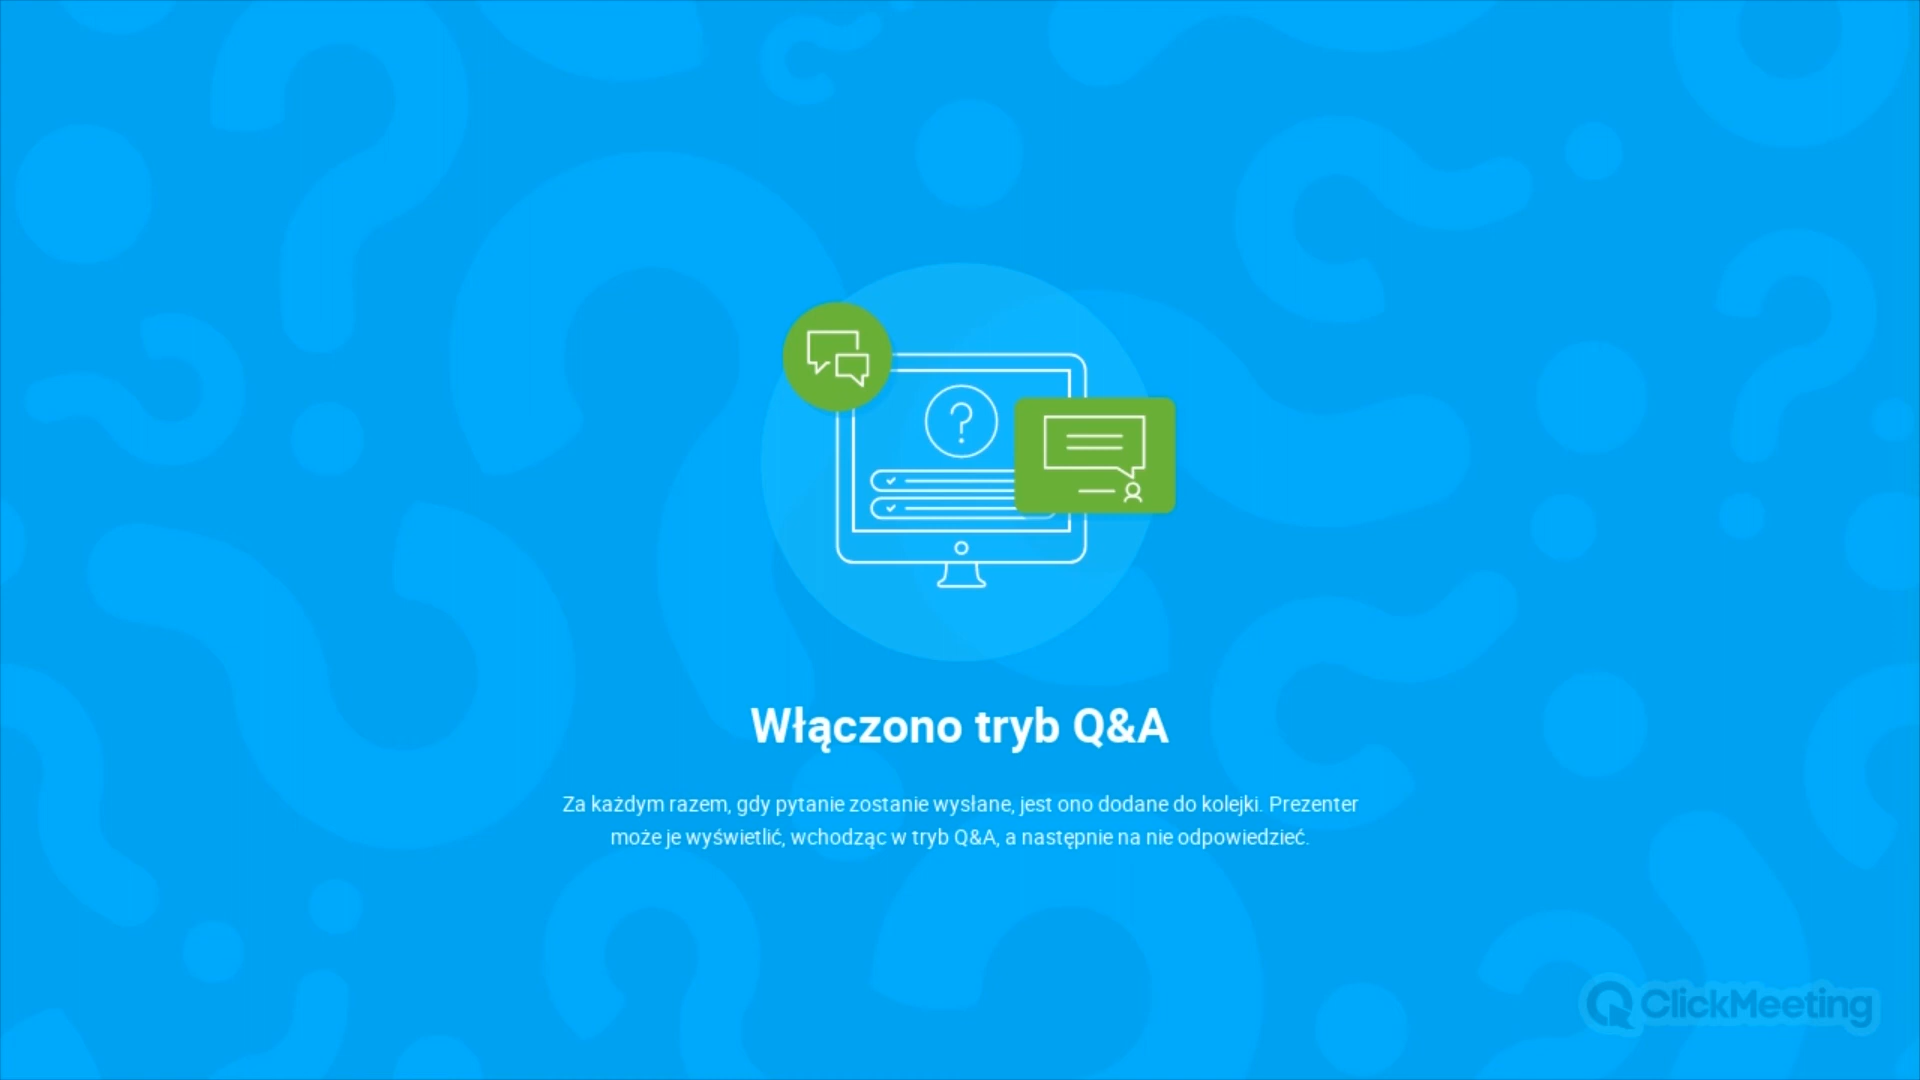 Włączono tryb Q&A
Za każdym razem, gdy pytanie zostanie wysłane, jest ono dodane do kolejki. Prezenter
może je wyświetlić, wchodząc w tryb Q&A, a następnie na nie odpowiedzieć.
ClickMeeting